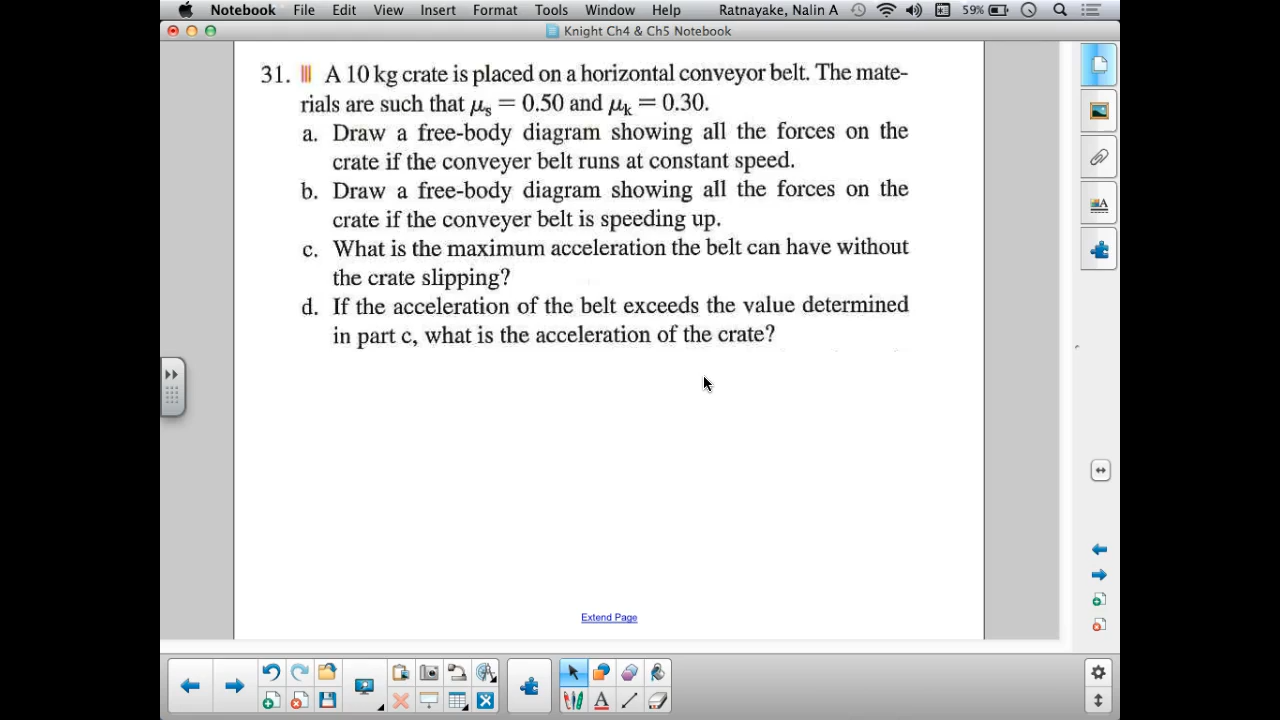 Notebook File Edit View Insert Format Tools Window Help Ratnayake, Nalin A 59%
Knight Ch4 & Ch5 Notebook
31. A 10 kg crate is placed on a horizontal conveyor belt. The mate-
rials are such that μs = 0.50 and μk = 0.30.
a. Draw a free-body diagram showing all the forces on the
crate if the conveyer belt runs at constant speed.
b. Draw a free-body diagram showing all the forces on the
crate if the conveyer belt is speeding up.
c. What is the maximum acceleration the belt can have without
the crate slipping?
d. If the acceleration of the belt exceeds the value determined
in part c, what is the acceleration of the crate?
Extend Page